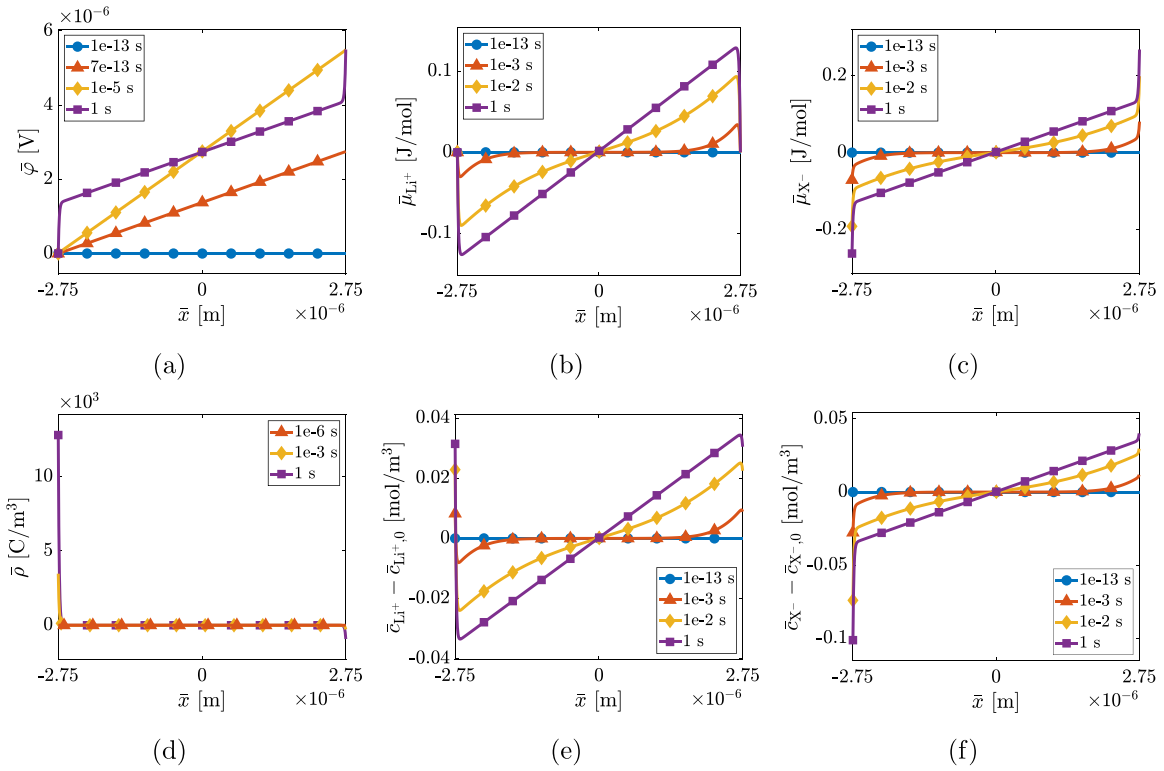 ×10⁻⁶
6
4
2
0
φ̄ [V]
1e-13 s
7e-13 s
1e-5 s
1 s
-2.75
0
2.75
x̄ [m]
×10⁻⁶
(a)
0.1
0
-0.1
μ̄_Li⁺ [J/mol]
1e-13 s
1e-3 s
1e-2 s
1 s
-2.75
0
2.75
x̄ [m]
×10⁻⁶
(b)
0.2
0
-0.2
μ̄_X⁻ [J/mol]
1e-13 s
1e-3 s
1e-2 s
1 s
-2.75
0
2.75
x̄ [m]
×10⁻⁶
(c)
×10³
10
5
0
ρ̄ [C/m³]
1e-6 s
1e-3 s
1 s
-2.75
0
2.75
x̄ [m]
×10⁻⁶
(d)
0.04
0.02
0
-0.02
-0.04
c̄_Li⁺ − c̄_Li⁺,0 [mol/m³]
1e-13 s
1e-3 s
1e-2 s
1 s
-2.75
0
2.75
x̄ [m]
×10⁻⁶
(e)
0.05
0
-0.05
-0.1
c̄_X⁻ − c̄_X⁻,0 [mol/m³]
1e-13 s
1e-3 s
1e-2 s
1 s
-2.75
0
2.75
x̄ [m]
×10⁻⁶
(f)